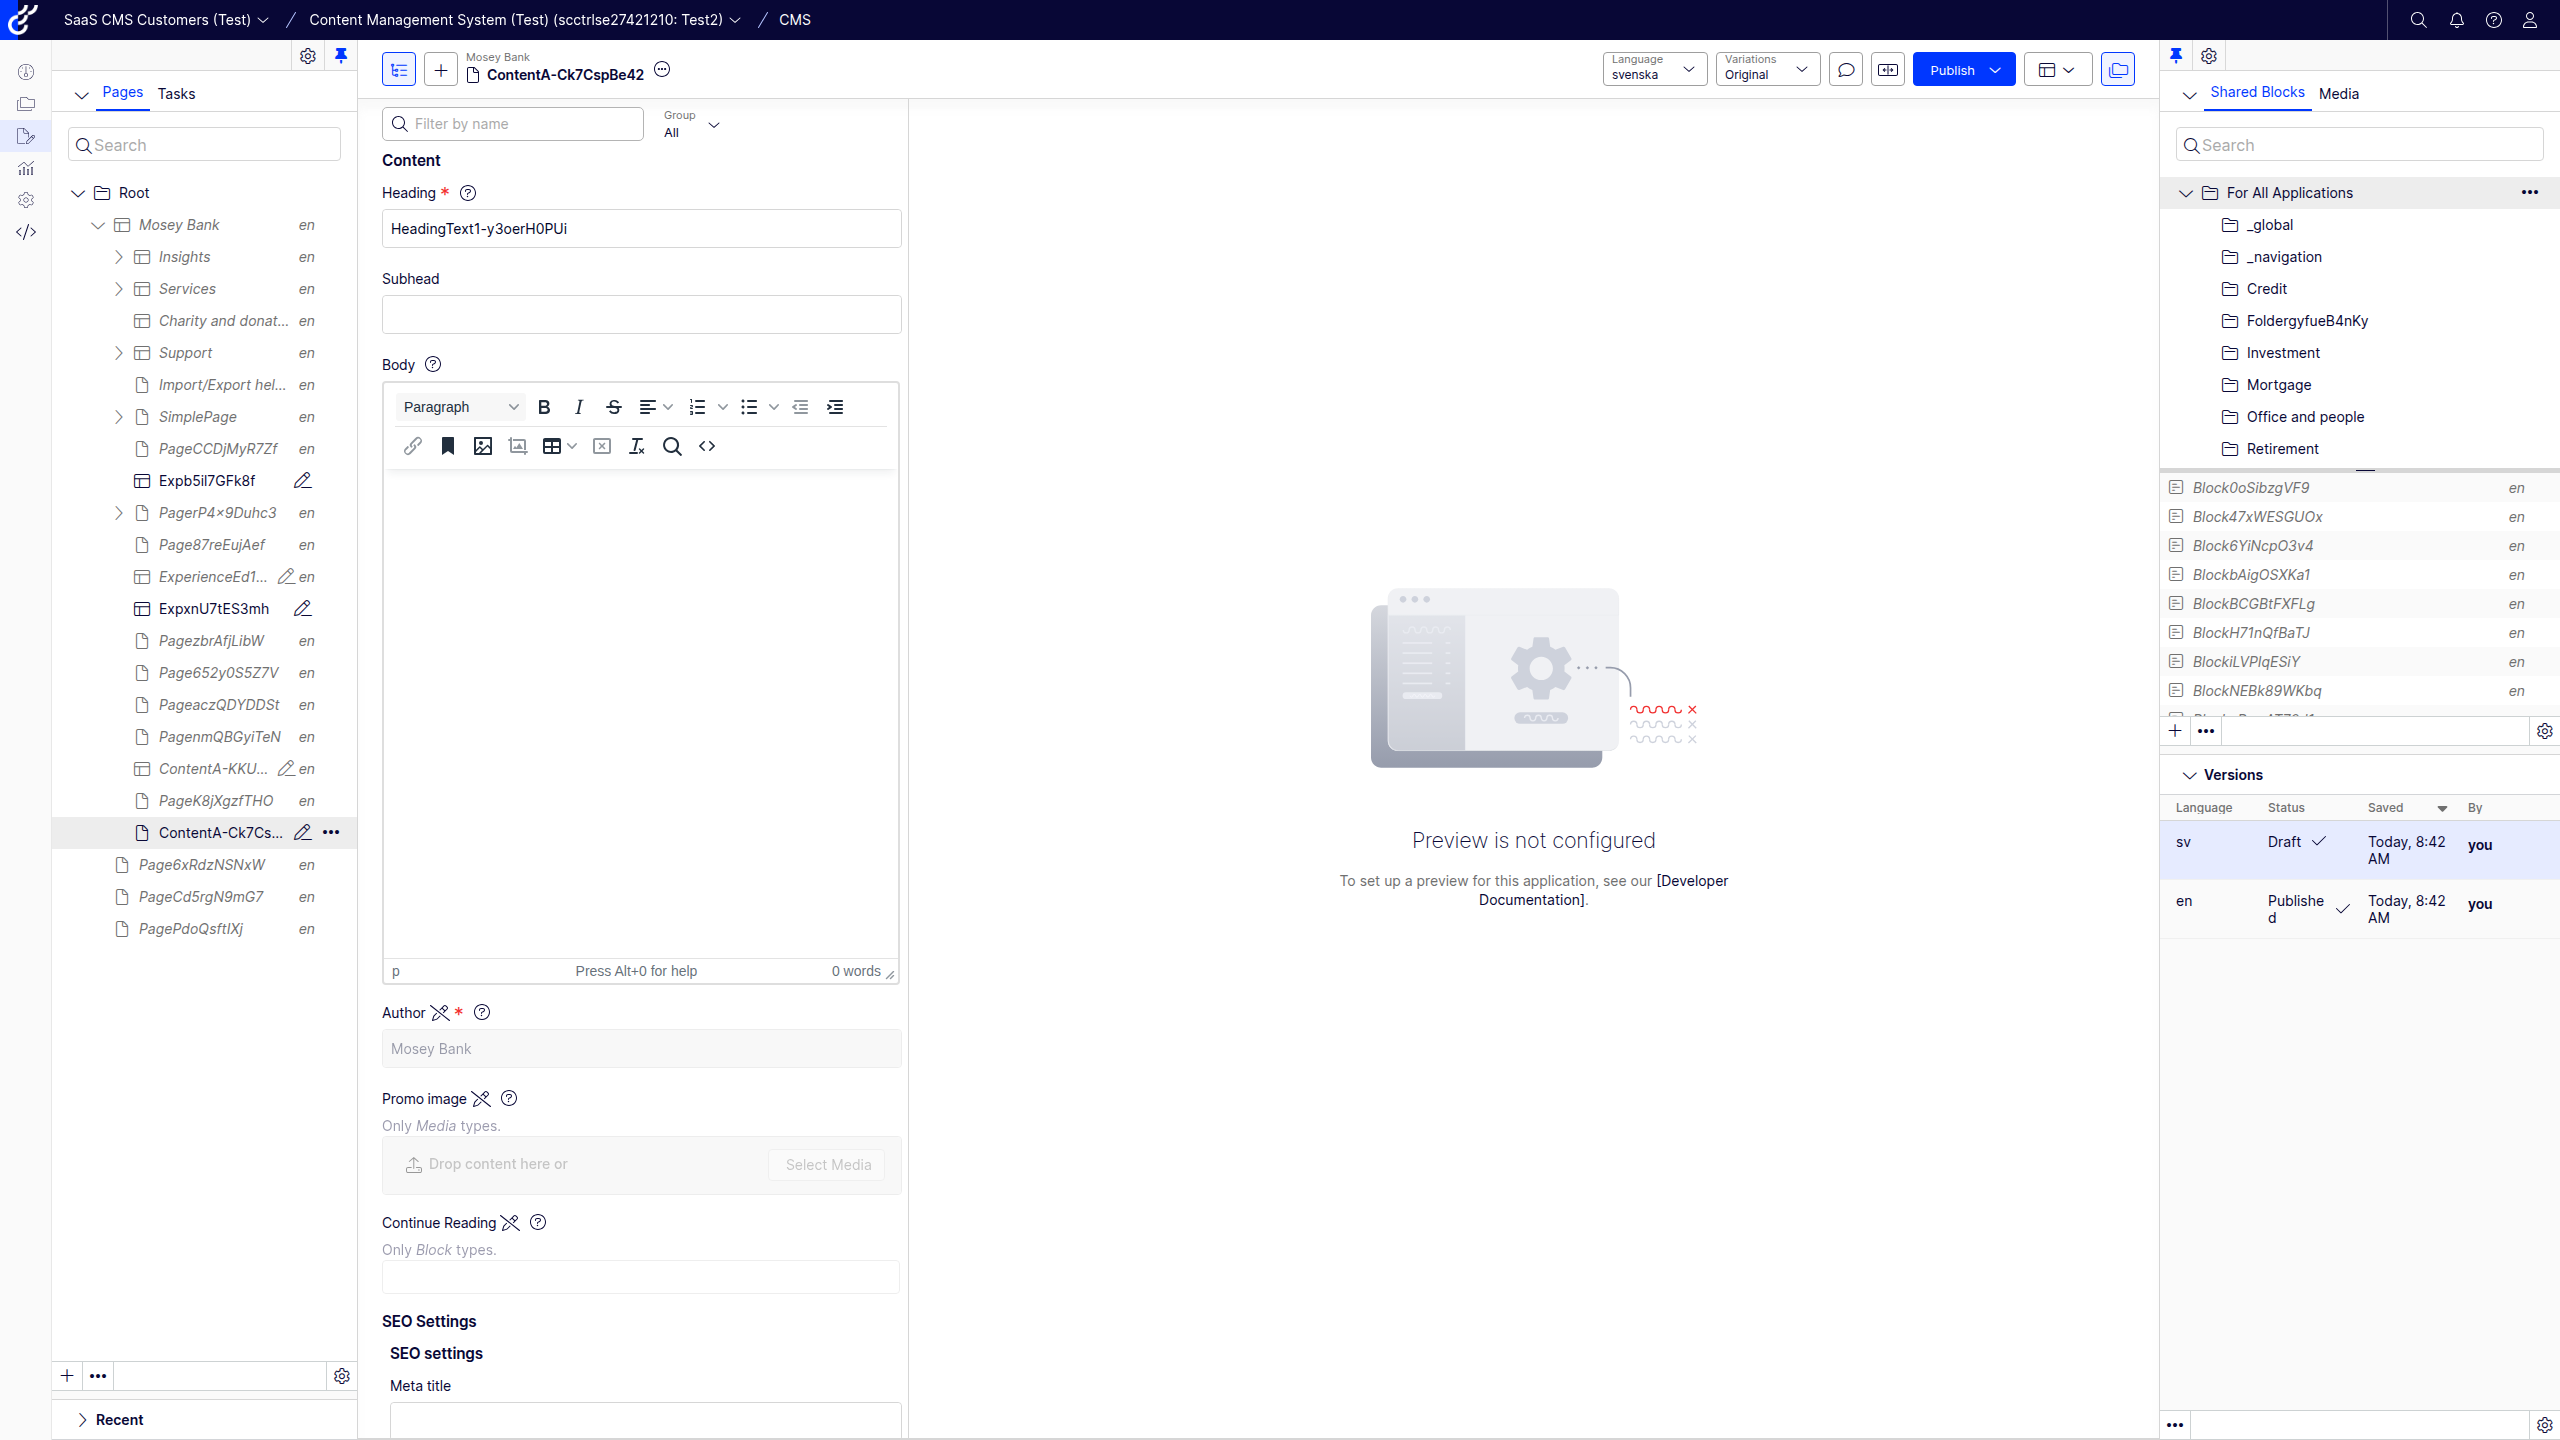 SaaS CMS Customers (Test)
Content Management System (Test) (scctrlse27421210: Test2)
CMS
Pages
Tasks
Search
Root
Mosey Bank en
Insights en
Services en
Charity and donat... en
Support en
Import/Export hel... en
SimplePage en
PageCCDjMyR7Zf en
Expb5il7GFk8f
PagerP4x9Duhc3 en
Page87reEujAef en
ExperienceEd1... en
ExpxnU7tES3mh
PagezbrAfjLibW en
Page652y0S5Z7V en
PageaczQDYDDSt en
PagenmQBGyiTeN en
ContentA-KKU... en
PageK8jXgzfTHO en
ContentA-Ck7Cs...
Page6xRdzNSNxW en
PageCd5rgN9mG7 en
PagePdoQsftIXj en
Recent
Mosey Bank
ContentA-Ck7CspBe42
Language
svenska
Variations
Original
Publish
Filter by name
Group
All
Content
Heading *
HeadingText1-y3oerH0PUi
Subhead
Body
Paragraph
p
Press Alt+0 for help
0 words
Author *
Mosey Bank
Promo image
Only Media types.
Drop content here or
Select Media
Continue Reading
Only Block types.
SEO Settings
SEO settings
Meta title
Preview is not configured
To set up a preview for this application, see our [Developer
Documentation].
Shared Blocks
Media
Search
For All Applications
_global
_navigation
Credit
FoldergyfueB4nKy
Investment
Mortgage
Office and people
Retirement
Block0oSibzgVF9 en
Block47xWESGUOx en
Block6YiNcpO3v4 en
BlockbAigOSXKa1 en
BlockBCGBtFXFLg en
BlockH71nQfBaTJ en
BlockiLVPlqESiY en
BlockNEBk89WKbq en
Versions
Language Status Saved By
sv Draft Today, 8:42 AM you
en Published Today, 8:42 AM you